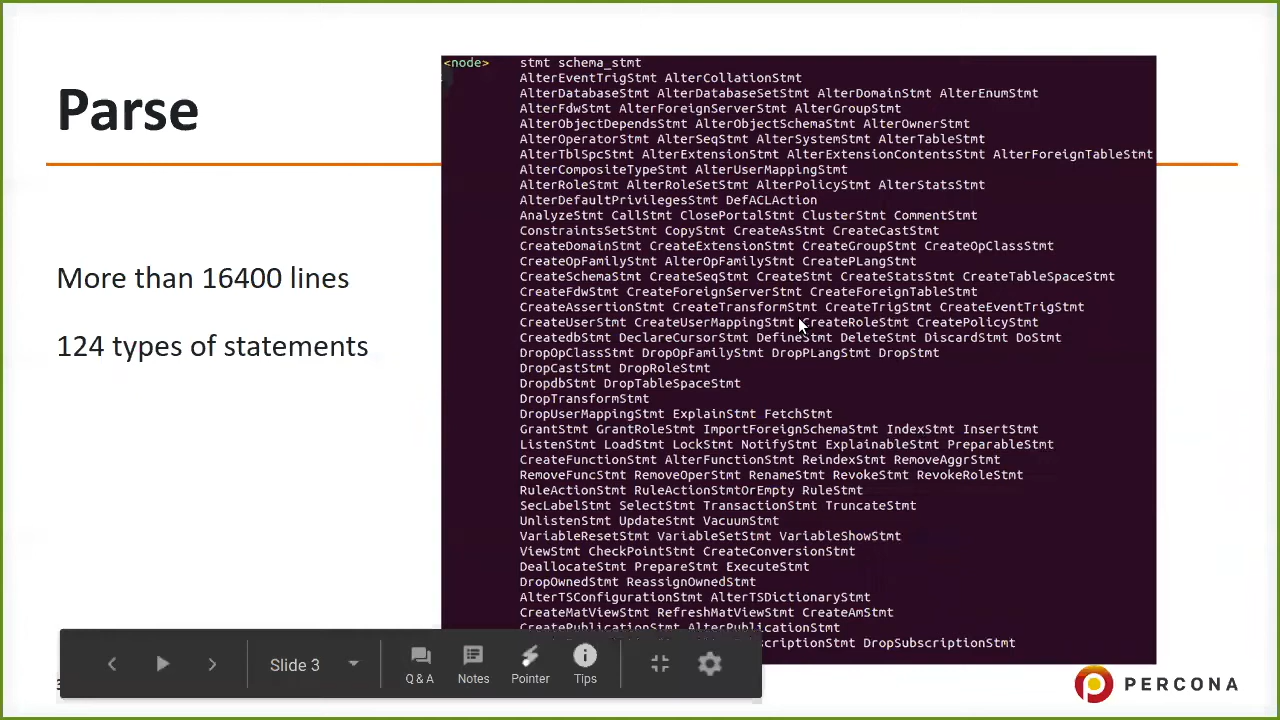 Parse
More than 16400 lines
124 types of statements
<node> stmt schema_stmt
AlterEventTrigStmt AlterCollationStmt
AlterDatabaseStmt AlterDatabaseSetStmt AlterDomainStmt AlterEnumStmt
AlterFdwStmt AlterForeignServerStmt AlterGroupStmt
AlterObjectDependsStmt AlterObjectSchemaStmt AlterOwnerStmt
AlterOperatorStmt AlterSeqStmt AlterSystemStmt AlterTableStmt
AlterTblSpcStmt AlterExtensionStmt AlterExtensionContentsStmt AlterForeignTableStmt
AlterCompositeTypeStmt AlterUserMappingStmt
AlterRoleStmt AlterRoleSetStmt AlterPolicyStmt AlterStatsStmt
AlterDefaultPrivilegesStmt DefACLAction
AnalyzeStmt CallStmt ClosePortalStmt ClusterStmt CommentStmt
ConstraintsSetStmt CopyStmt CreateAsStmt CreateCastStmt
CreateDomainStmt CreateExtensionStmt CreateGroupStmt CreateOpClassStmt
CreateOpFamilyStmt AlterOpFamilyStmt CreatePLangStmt
CreateSchemaStmt CreateSeqStmt CreateStmt CreateStatsStmt CreateTableSpaceStmt
CreateFdwStmt CreateForeignServerStmt CreateForeignTableStmt
CreateAssertionStmt CreateTransformStmt CreateTrigStmt CreateEventTrigStmt
CreateUserStmt CreateUserMappingStmt CreateRoleStmt CreatePolicyStmt
CreatedbStmt DeclareCursorStmt DefineStmt DeleteStmt DiscardStmt DoStmt
DropOpClassStmt DropOpFamilyStmt DropPLangStmt DropStmt
DropCastStmt DropRoleStmt
DropdbStmt DropTableSpaceStmt
DropTransformStmt
DropUserMappingStmt ExplainStmt FetchStmt
GrantStmt GrantRoleStmt ImportForeignSchemaStmt IndexStmt InsertStmt
ListenStmt LoadStmt LockStmt NotifyStmt ExplainableStmt PreparableStmt
CreateFunctionStmt AlterFunctionStmt ReindexStmt RemoveAggrStmt
RemoveFuncStmt RemoveOperStmt RenameStmt RevokeStmt RevokeRoleStmt
RuleActionStmt RuleActionStmtOrEmpty RuleStmt
SecLabelStmt SelectStmt TransactionStmt TruncateStmt
UnlistenStmt UpdateStmt VacuumStmt
VariableResetStmt VariableSetStmt VariableShowStmt
ViewStmt CheckPointStmt CreateConversionStmt
DeallocateStmt PrepareStmt ExecuteStmt
DropOwnedStmt ReassignOwnedStmt
AlterTSConfigurationStmt AlterTSDictionaryStmt
CreateMatViewStmt RefreshMatViewStmt CreateAmStmt
CreatePublicationStmt AlterPublicationStmt
DropSubscriptionStmt
Slide 3
Q & A
Notes
Pointer
Tips
PERCONA